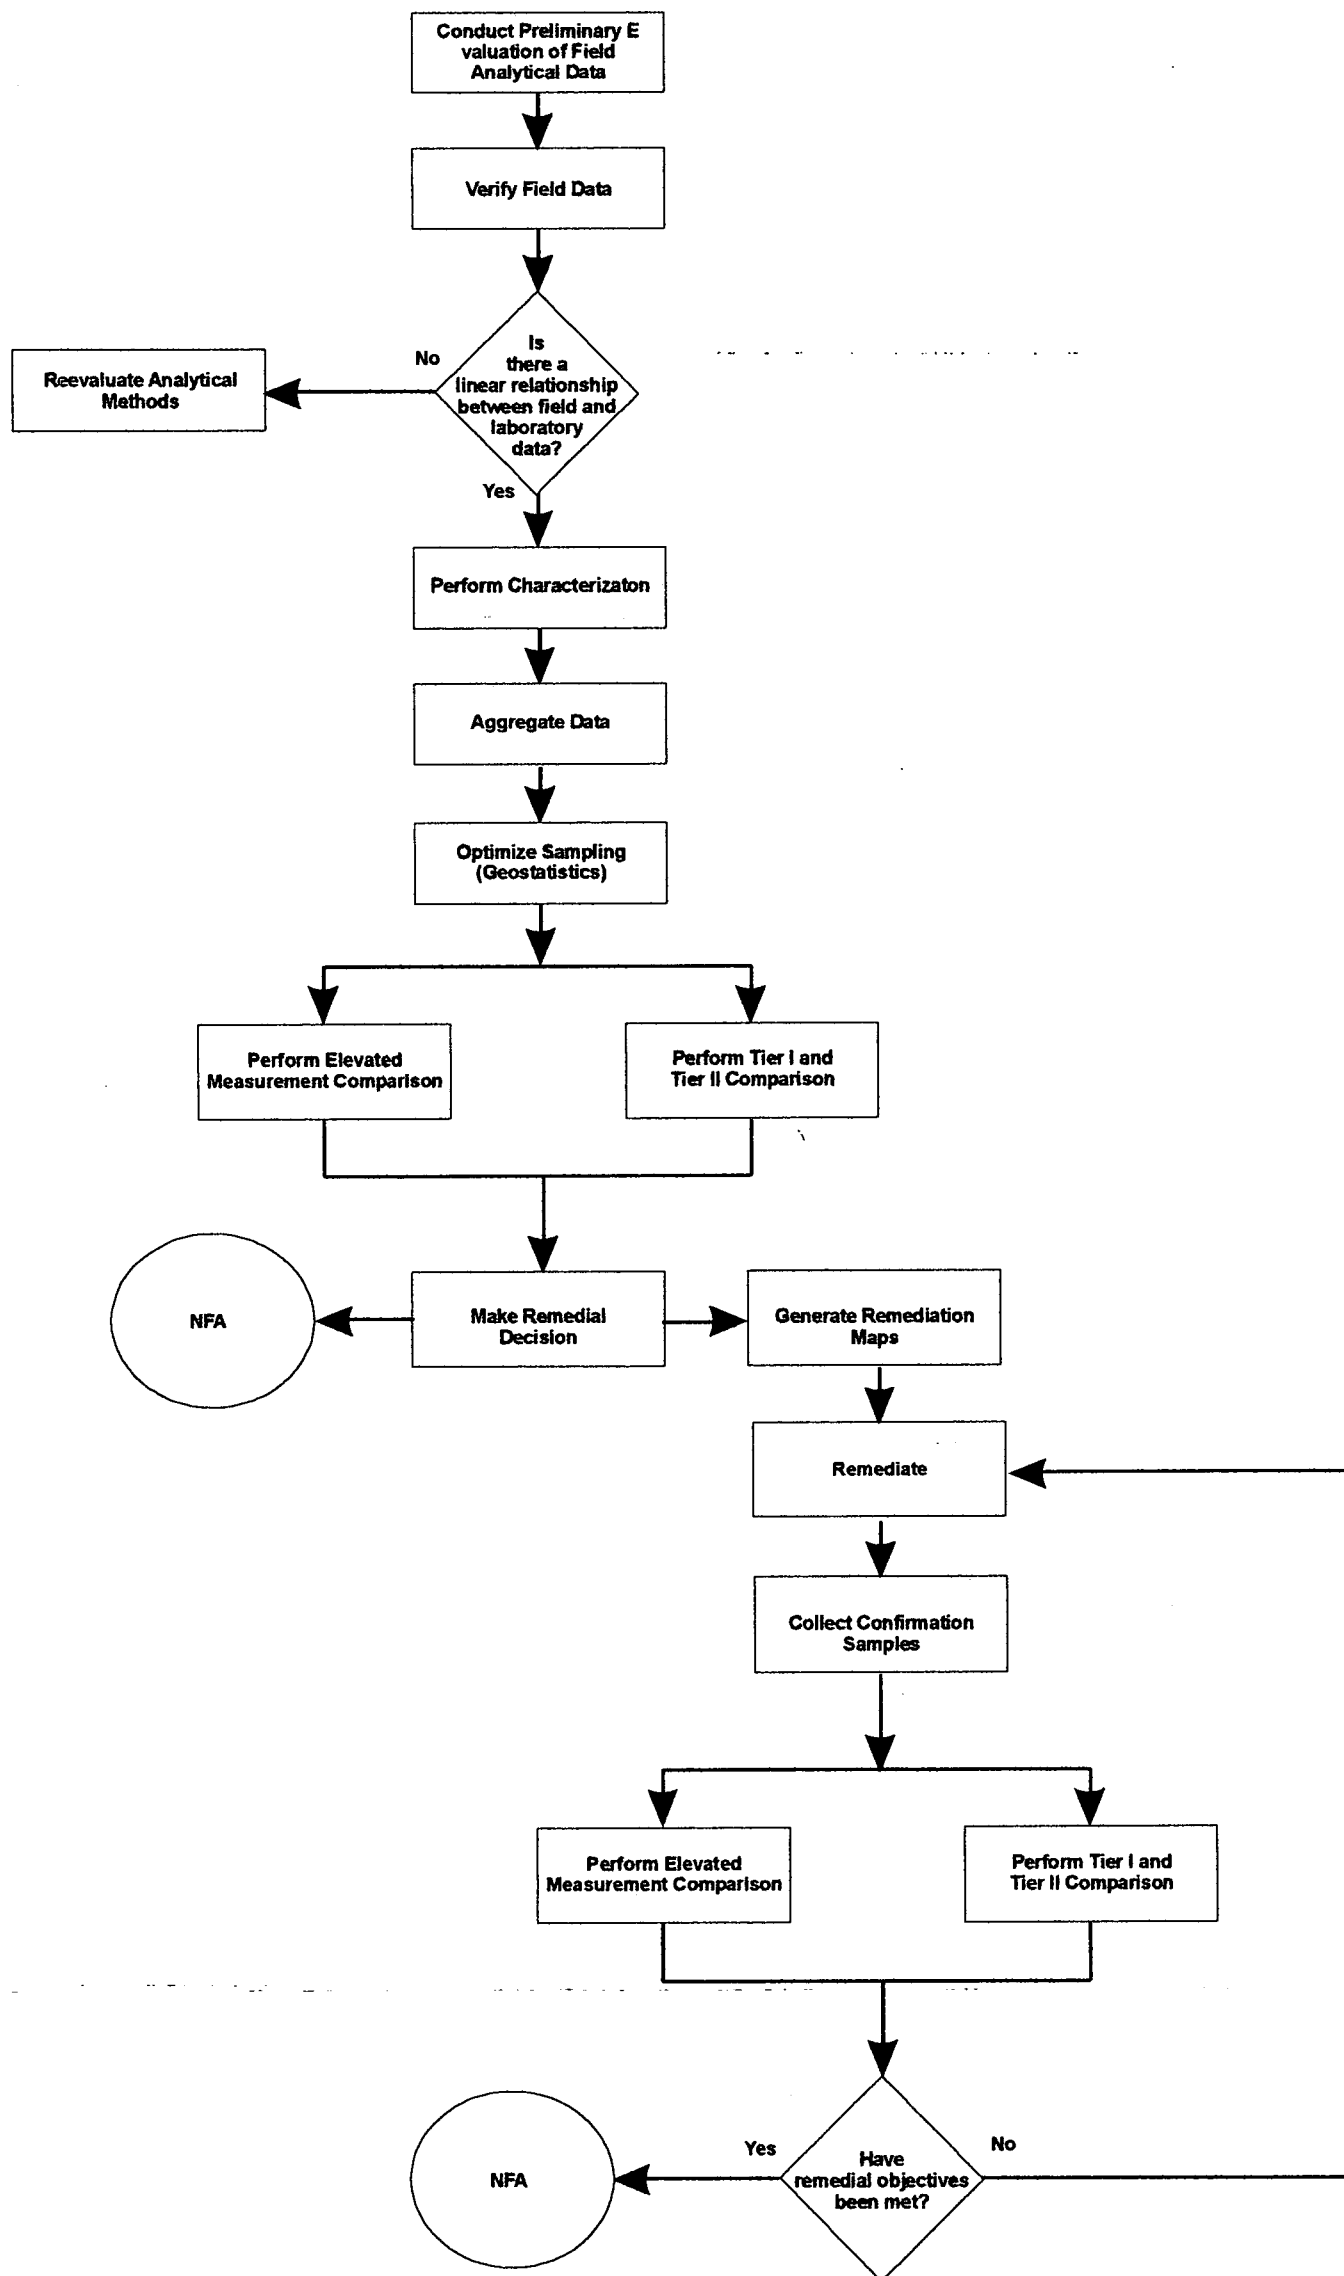 Conduct Preliminary E
valuation of Field
Analytical Data
Verify Field Data
Is
there a
linear relationship
between field and
laboratory
data?
No
Reevaluate Analytical
Methods
Yes
Perform Characterizaton
Aggregate Data
Optimize Sampling
(Geostatistics)
Perform Elevated
Measurement Comparison
Perform Tier I and
Tier II Comparison
NFA
Make Remedial
Decision
Generate Remediation
Maps
Remediate
Collect Confirmation
Samples
Perform Elevated
Measurement Comparison
Perform Tier I and
Tier II Comparison
Yes
No
Have
remedial objectives
been met?
NFA